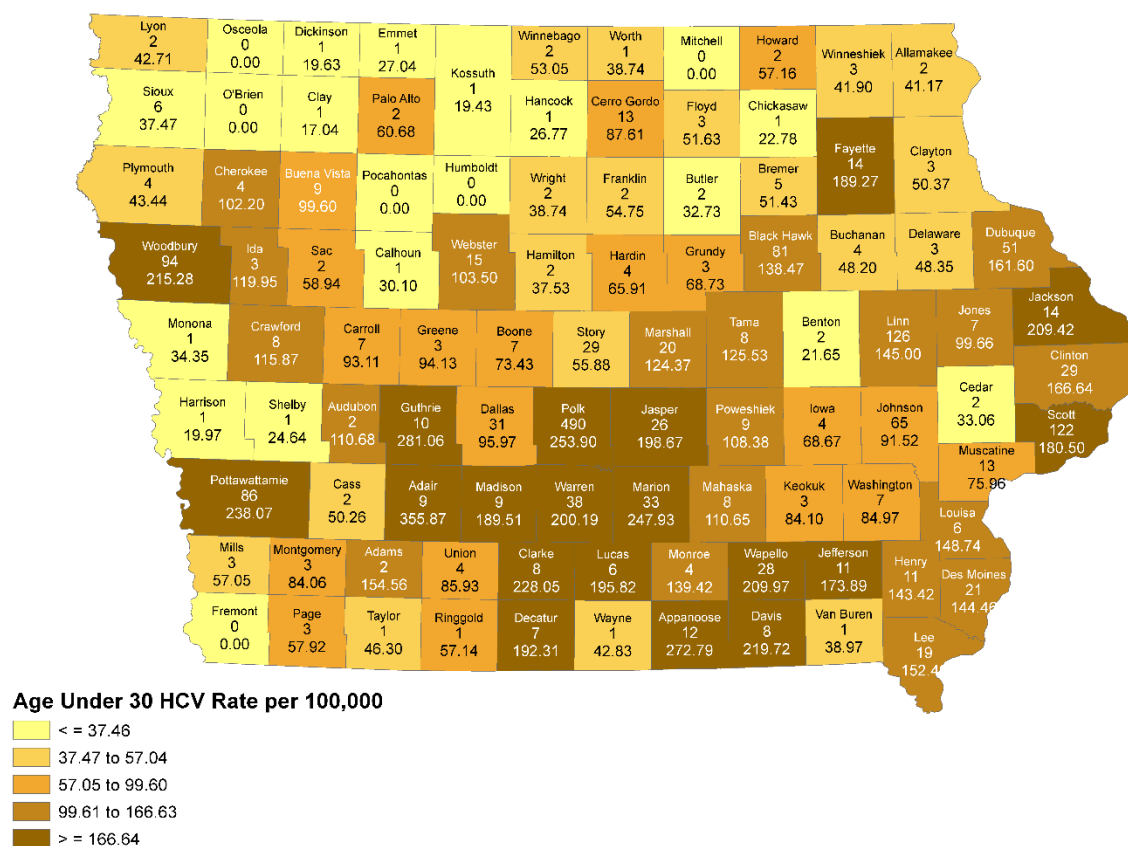 Lyon
2
42.71
Osceola
0
0.00
Dickinson
1
19.63
Emmet
1
27.04
Kossuth
1
19.43
Winnebago
2
53.05
Worth
1
38.74
Mitchell
0
0.00
Howard
2
57.16
Winneshiek
3
41.90
Allamakee
2
41.17
Sioux
6
37.47
O'Brien
0
0.00
Clay
1
17.04
Palo Alto
2
60.68
Hancock
1
26.77
Cerro Gordo
13
87.61
Floyd
3
51.63
Chickasaw
1
22.78
Fayette
14
189.27
Clayton
3
50.37
Plymouth
4
43.44
Cherokee
4
102.20
Buena Vista
9
99.60
Pocahontas
0
0.00
Humboldt
0
0.00
Wright
2
38.74
Franklin
2
54.75
Butler
2
32.73
Bremer
5
51.43
Woodbury
94
215.28
Ida
3
119.95
Sac
2
58.94
Calhoun
1
30.10
Webster
15
103.50
Hamilton
2
37.53
Hardin
4
65.91
Grundy
3
68.73
Black Hawk
81
138.47
Buchanan
4
48.20
Delaware
3
48.35
Dubuque
51
161.60
Monona
1
34.35
Crawford
8
115.87
Carroll
7
93.11
Greene
3
94.13
Boone
7
73.43
Story
29
55.88
Marshall
20
124.37
Tama
8
125.53
Benton
2
21.65
Linn
126
145.00
Jones
7
99.66
Jackson
14
209.42
Clinton
29
166.64
Harrison
1
19.97
Shelby
1
24.64
Audubon
2
110.68
Guthrie
10
281.06
Dallas
31
95.97
Polk
490
253.90
Jasper
26
198.67
Poweshiek
9
108.38
Iowa
4
68.67
Johnson
65
91.52
Cedar
2
33.06
Scott
122
180.50
Muscatine
13
75.96
Pottawattamie
86
238.07
Cass
2
50.26
Adair
9
355.87
Madison
9
189.51
Warren
38
200.19
Marion
33
247.93
Mahaska
8
110.65
Keokuk
3
84.10
Washington
7
84.97
Louisa
6
148.74
Mills
3
57.05
Montgomery
3
84.06
Adams
2
154.56
Union
4
85.93
Clarke
8
228.05
Lucas
6
195.82
Monroe
4
139.42
Wapello
28
209.97
Jefferson
11
173.89
Henry
11
143.42
Des Moines
21
144.46
Fremont
0
0.00
Page
3
57.92
Taylor
1
46.30
Ringgold
1
57.14
Decatur
7
192.31
Wayne
1
42.83
Appanoose
12
272.79
Davis
8
219.72
Van Buren
1
38.97
Lee
19
152.4
Age Under 30 HCV Rate per 100,000
< = 37.46
37.47 to 57.04
57.05 to 99.60
99.61 to 166.63
> = 166.64